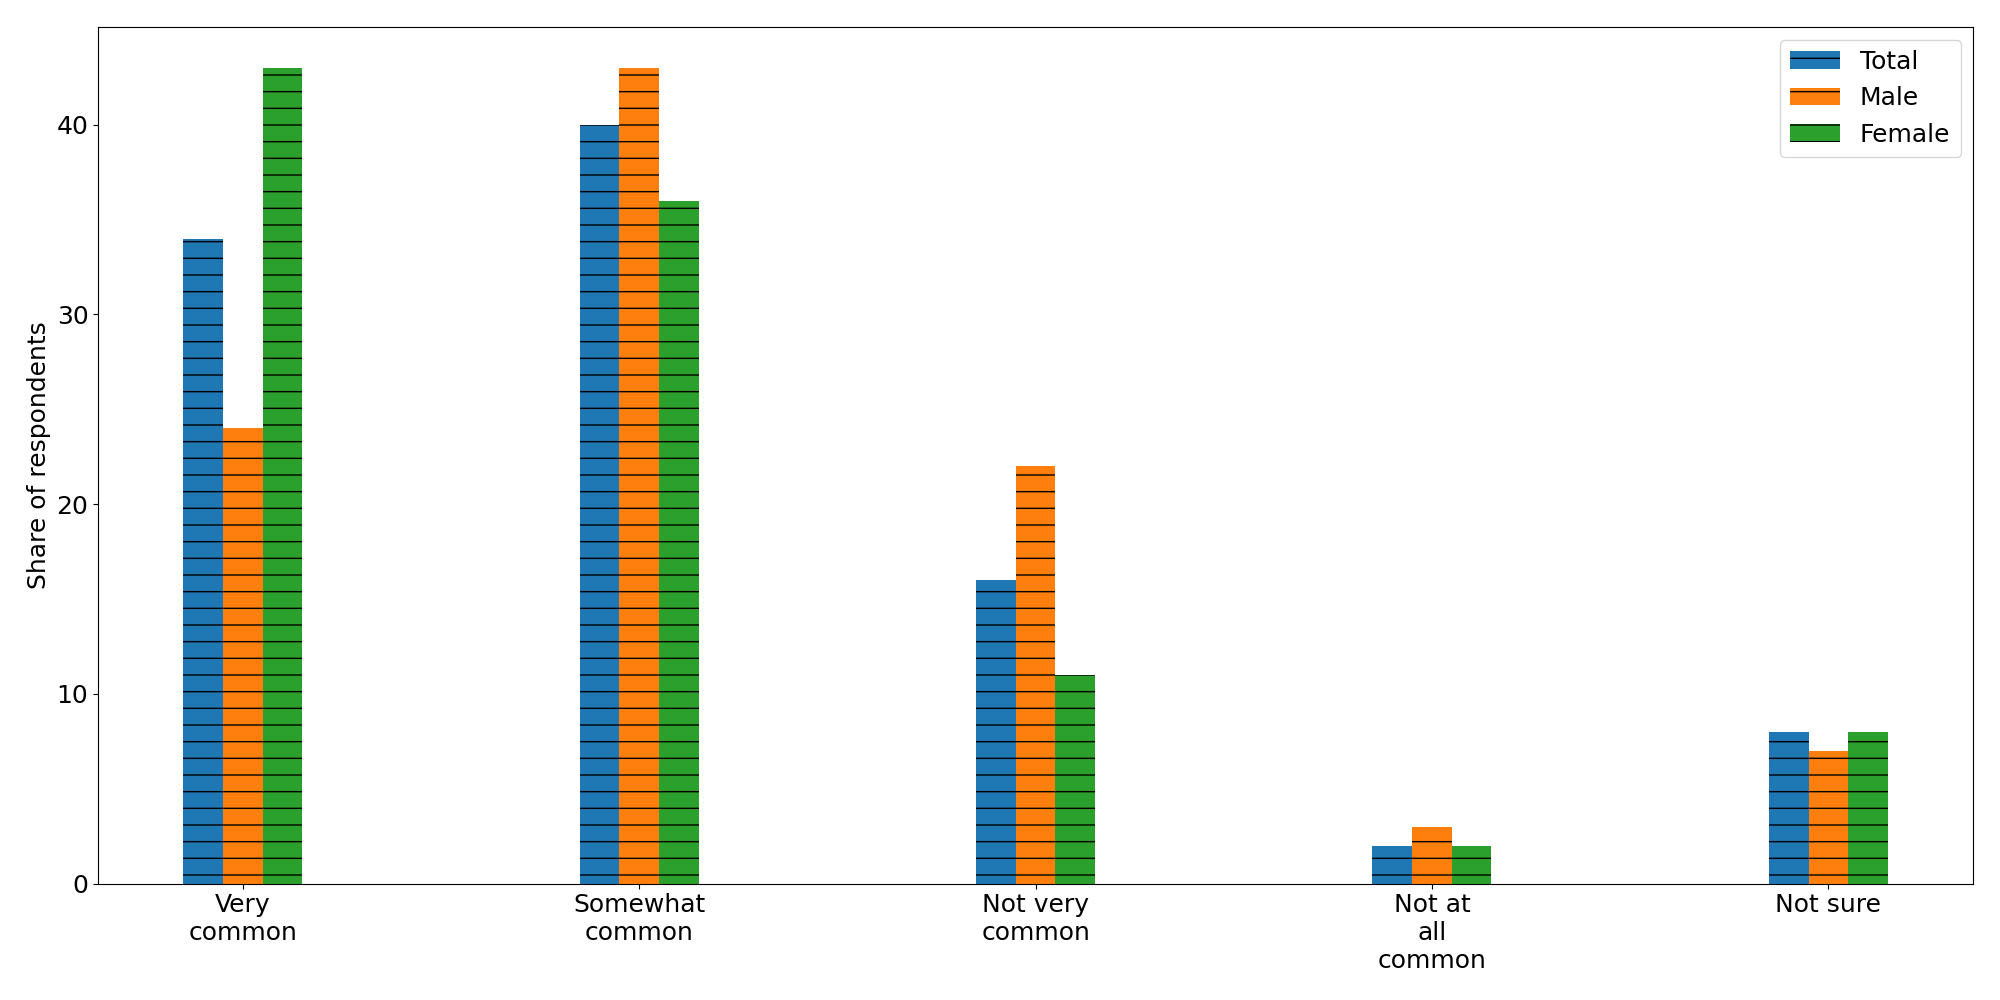 Total
Male
Female
Share of respondents
40
30
20
10
0
Very
common
Somewhat
common
Not very
common
Not at
all
common
Not sure